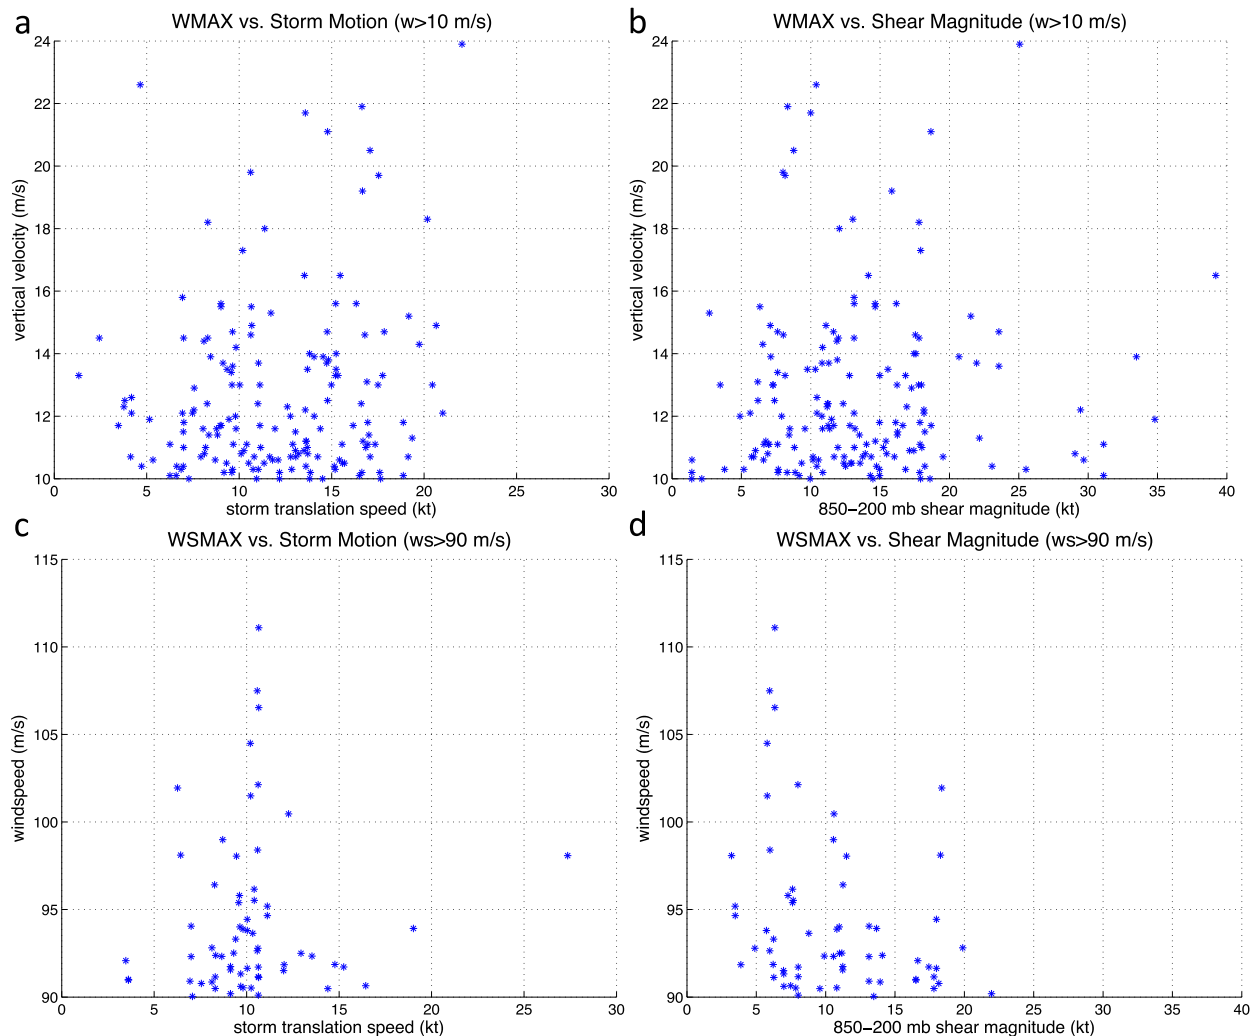 a
WMAX vs. Storm Motion (w>10 m/s)
24
22
20
18
16
14
12
10
vertical velocity (m/s)
0 5 10 15 20 25 30
storm translation speed (kt)
b
WMAX vs. Shear Magnitude (w>10 m/s)
24
22
20
18
16
14
12
10
vertical velocity (m/s)
0 5 10 15 20 25 30 35 40
850−200 mb shear magnitude (kt)
c
WSMAX vs. Storm Motion (ws>90 m/s)
115
110
105
100
95
90
windspeed (m/s)
0 5 10 15 20 25 30
storm translation speed (kt)
d
WSMAX vs. Shear Magnitude (ws>90 m/s)
115
110
105
100
95
90
windspeed (m/s)
0 5 10 15 20 25 30 35 40
850−200 mb shear magnitude (kt)